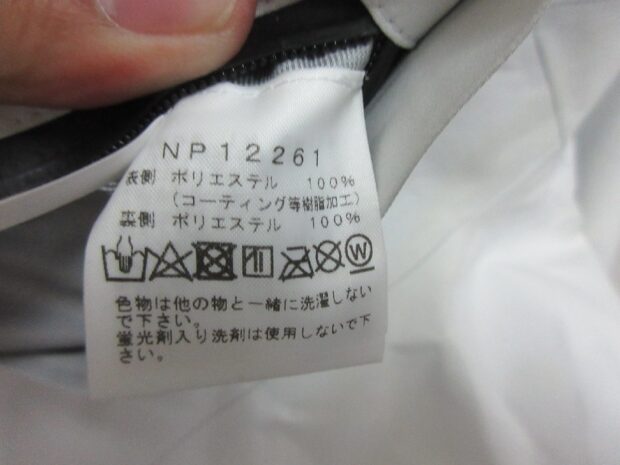 NP12261
表側 ポリエステル 100%
(コーティング等樹脂加工)
裏側 ポリエステル 100%
W
色物は他の物と一緒に洗濯しない
で下さい。
蛍光剤入り洗剤は使用しないで下
さい。